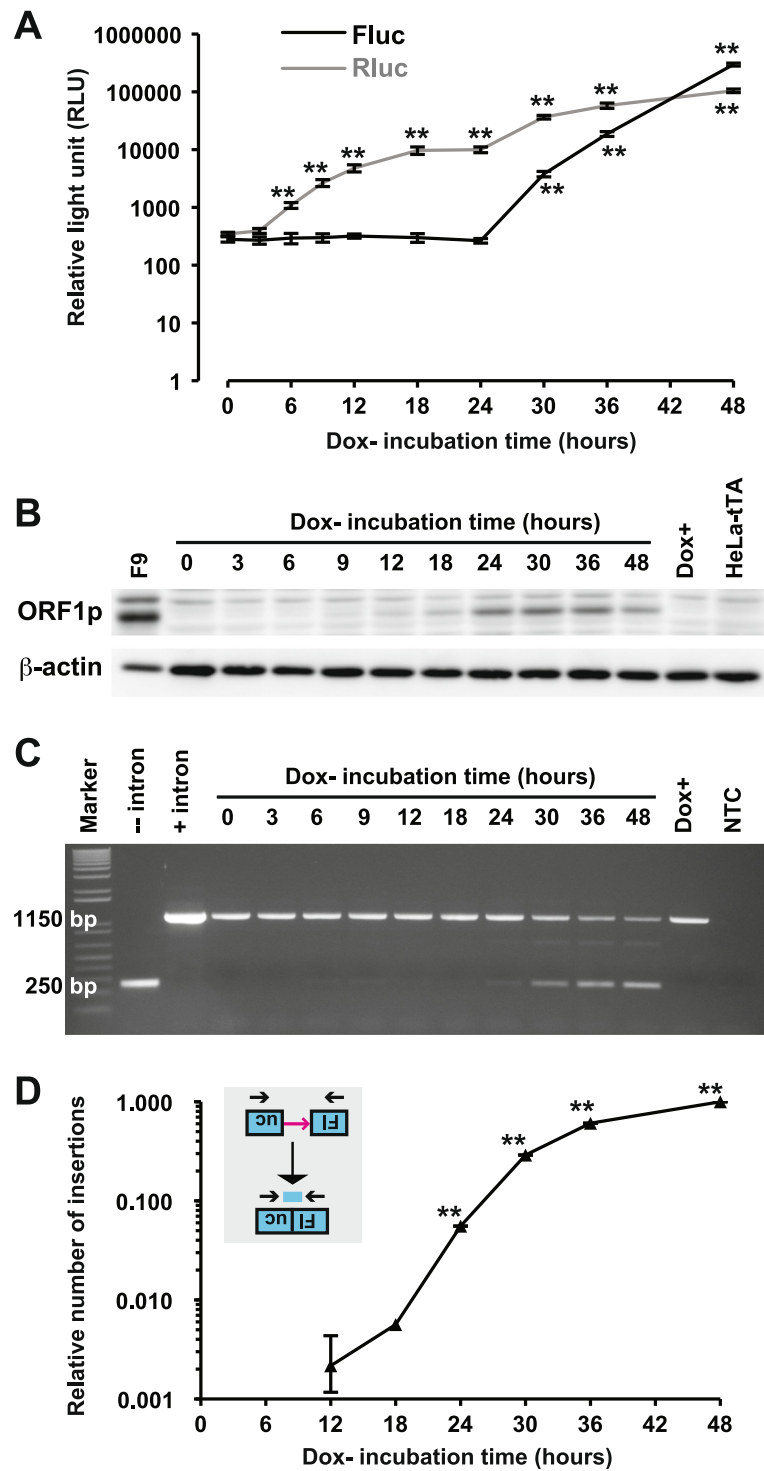 A
Fluc
Rluc
Relative light unit (RLU)
1000000
100000
10000
1000
100
10
1
** ** ** ** ** ** ** **
** ** ** **
0 6 12 18 24 30 36 42 48
Dox- incubation time (hours)
B
Dox- incubation time (hours)
F9 0 3 6 9 12 18 24 30 36 48 Dox+ HeLa-tTA
ORF1p
β-actin
C
Dox- incubation time (hours)
Marker -- intron + intron 0 3 6 9 12 18 24 30 36 48 Dox+ NTC
1150 bp
250 bp
D
Relative number of insertions
1.000
0.100
0.010
0.001
uc Fl
uc Fl
** ** ** **
0 6 12 18 24 30 36 42 48
Dox- incubation time (hours)